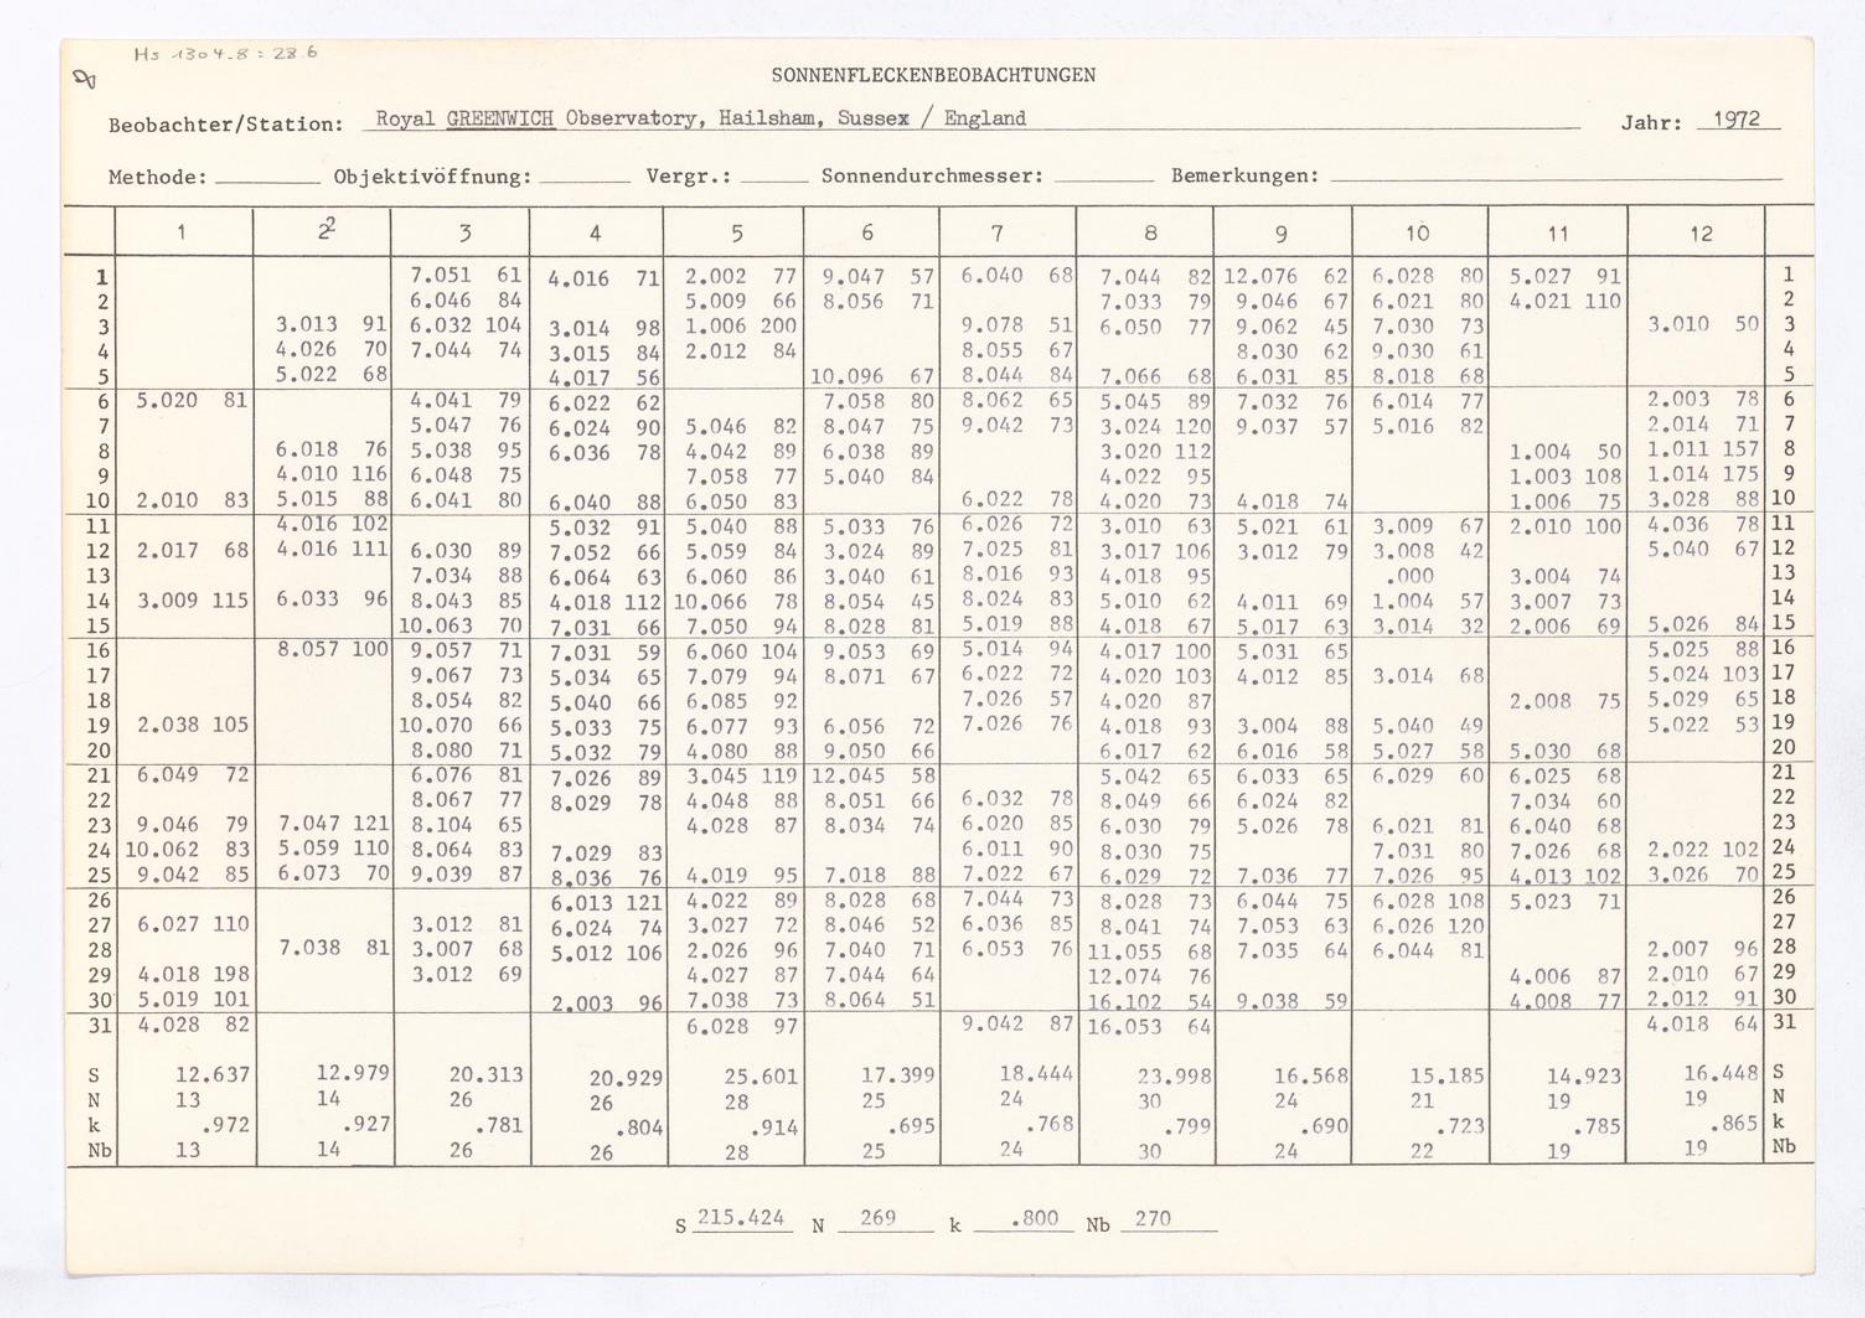 Hs 1304.8 : 28.6
SONNENFLECKENBEOBACHTUNGEN
Beobachter/Station: Royal GREENWICH Observatory, Hailsham, Sussex / England Jahr: 1972
Methode: Objektivöffnung: Vergr.: Sonnendurchmesser: Bemerkungen:
1 2 3 4 5 6 7 8 9 10 11 12
1 7.051 61 4.016 71 2.002 77 9.047 57 6.040 68 7.044 82 12.076 62 6.028 80 5.027 91 1
2 6.046 84 5.009 66 8.056 71 7.033 79 9.046 67 6.021 80 4.021 110 2
3 3.013 91 6.032 104 3.014 98 1.006 200 9.078 51 6.050 77 9.062 45 7.030 73 3.010 50 3
4 4.026 70 7.044 74 3.015 84 2.012 84 8.055 67 8.030 62 9.030 61 4
5 5.022 68 4.017 56 10.096 67 8.044 84 7.066 68 6.031 85 8.018 68 5
6 5.020 81 4.041 79 6.022 62 7.058 80 8.062 65 5.045 89 7.032 76 6.014 77 2.003 78 6
7 5.047 76 6.024 90 5.046 82 8.047 75 9.042 73 3.024 120 9.037 57 5.016 82 2.014 71 7
8 6.018 76 5.038 95 6.036 78 4.042 89 6.038 89 3.020 112 1.004 50 1.011 157 8
9 4.010 116 6.048 75 7.058 77 5.040 84 4.022 95 1.003 108 1.014 175 9
10 2.010 83 5.015 88 6.041 80 6.040 88 6.050 83 6.022 78 4.020 73 4.018 74 1.006 75 3.028 88 10
11 4.016 102 5.032 91 5.040 88 5.033 76 6.026 72 3.010 63 5.021 61 3.009 67 2.010 100 4.036 78 11
12 2.017 68 4.016 111 6.030 89 7.052 66 5.059 84 3.024 89 7.025 81 3.017 106 3.012 79 3.008 42 5.040 67 12
13 7.034 88 6.064 63 6.060 86 3.040 61 8.016 93 4.018 95 .000 3.004 74 13
14 3.009 115 6.033 96 8.043 85 4.018 112 10.066 78 8.054 45 8.024 83 5.010 62 4.011 69 1.004 57 3.007 73 14
15 10.063 70 7.031 66 7.050 94 8.028 81 5.019 88 4.018 67 5.017 63 3.014 32 2.006 69 5.026 84 15
16 8.057 100 9.057 71 7.031 59 6.060 104 9.053 69 5.014 94 4.017 100 5.031 65 5.025 88 16
17 9.067 73 5.034 65 7.079 94 8.071 67 6.022 72 4.020 103 4.012 85 3.014 68 5.024 103 17
18 8.054 82 5.040 66 6.085 92 7.026 57 4.020 87 2.008 75 5.029 65 18
19 2.038 105 10.070 66 5.033 75 6.077 93 6.056 72 7.026 76 4.018 93 3.004 88 5.040 49 5.022 53 19
20 8.080 71 5.032 79 4.080 88 9.050 66 6.017 62 6.016 58 5.027 58 5.030 68 20
21 6.049 72 6.076 81 7.026 89 3.045 119 12.045 58 5.042 65 6.033 65 6.029 60 6.025 68 21
22 8.067 77 8.029 78 4.048 88 8.051 66 6.032 78 8.049 66 6.024 82 7.034 60 22
23 9.046 79 7.047 121 8.104 65 4.028 87 8.034 74 6.020 85 6.030 79 5.026 78 6.021 81 6.040 68 23
24 10.062 83 5.059 110 8.064 83 7.029 83 6.011 90 8.030 75 7.031 80 7.026 68 2.022 102 24
25 9.042 85 6.073 70 9.039 87 8.036 76 4.019 95 7.018 88 7.022 67 6.029 72 7.036 77 7.026 95 4.013 102 3.026 70 25
26 6.013 121 4.022 89 8.028 68 7.044 73 8.028 73 6.044 75 6.028 108 5.023 71 26
27 6.027 110 3.012 81 6.024 74 3.027 72 8.046 52 6.036 85 8.041 74 7.053 63 6.026 120 27
28 7.038 81 3.007 68 5.012 106 2.026 96 7.040 71 6.053 76 11.055 68 7.035 64 6.044 81 2.007 96 28
29 4.018 198 3.012 69 4.027 87 7.044 64 12.074 76 4.006 87 2.010 67 29
30 5.019 101 2.003 96 7.038 73 8.064 51 16.102 54 9.038 59 4.008 77 2.012 91 30
31 4.028 82 6.028 97 9.042 87 16.053 64 4.018 64 31
S 12.637 12.979 20.313 20.929 25.601 17.399 18.444 23.998 16.568 15.185 14.923 16.448 S
N 13 14 26 26 28 25 24 30 24 21 19 19 N
k .972 .927 .781 .804 .914 .695 .768 .799 .690 .723 .785 .865 k
Nb 13 14 26 26 28 25 24 30 24 22 19 19 Nb
S 215.424 N 269 k .800 Nb 270